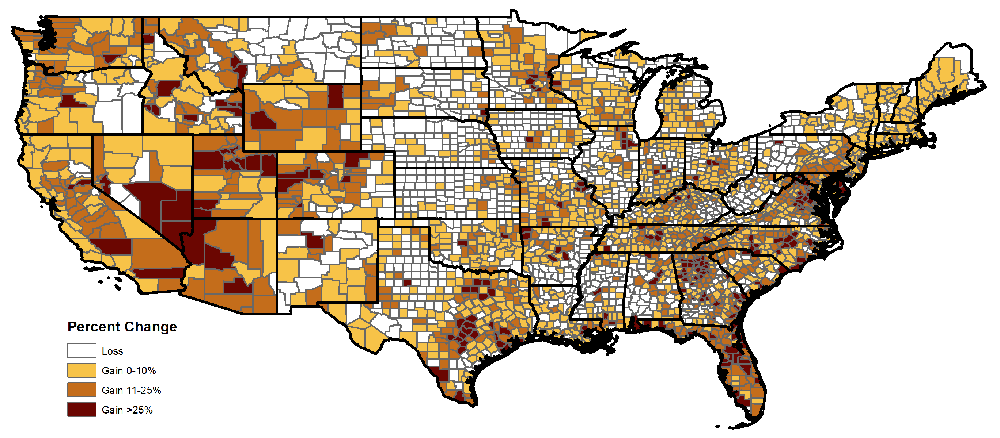 Percent Change
Loss
Gain 0-10%
Gain 11-25%
Gain >25%